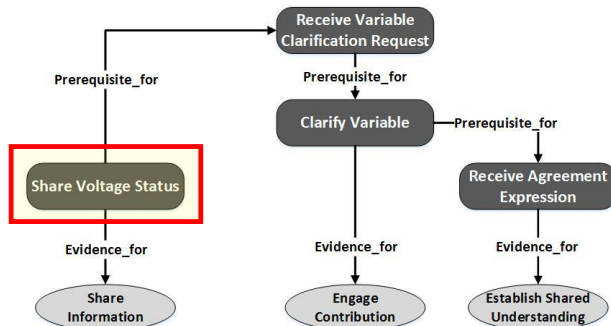 Receive Variable
Clarification Request
Prerequisite_for
Prerequisite_for
Clarify Variable
Prerequisite_for
Share Voltage Status
Receive Agreement
Expression
Evidence_for
Evidence_for
Evidence_for
Share
Information
Engage
Contribution
Establish Shared
Understanding